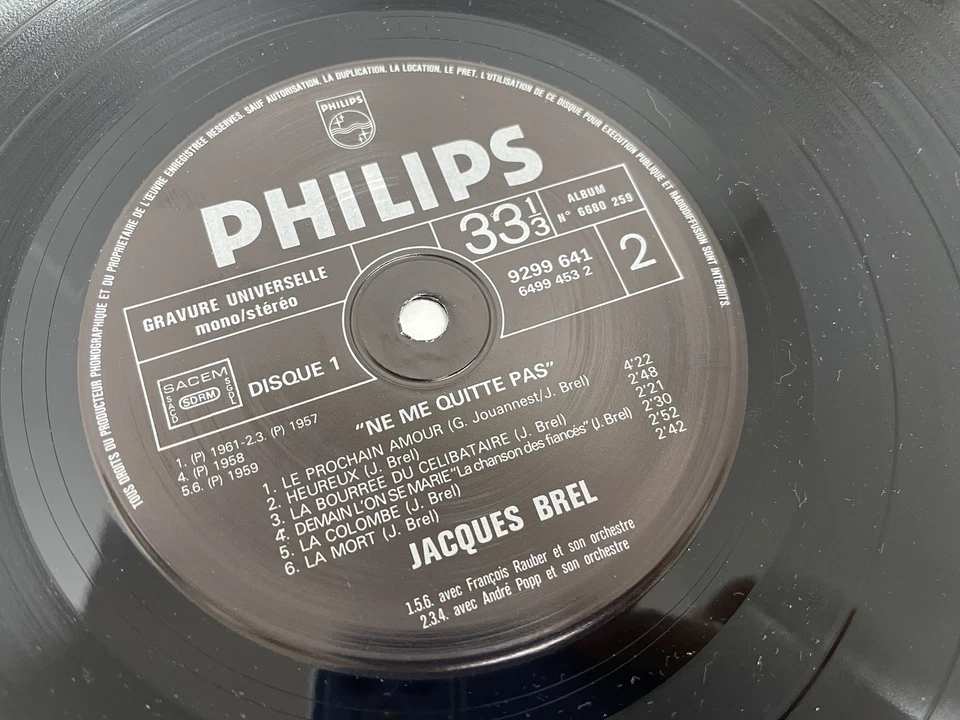 TOUS DROITS DU PRODUCTEUR PHONOGRAPHIQUE ET DU PROPRIETAIRE DE L'ŒUVRE ENREGISTREE RESERVES. SAUF AUTORISATION, LA DUPLICATION, LA LOCATION, LE PRET, L'UTILISATION DE CE DISQUE POUR EXECUTION PUBLIQUE ET RADIODIFFUSION SONT INTERDITS.
PHILIPS
PHILIPS
GRAVURE UNIVERSELLE
mono/stéréo
33 1/3
ALBUM
N° 6680 259
9299 641
6499 453 2
2
SACEM
SACD
SDRM
SGDL
DISQUE 1
1. (P) 1961-2.3. (P) 1957
4. (P) 1958
5.6. (P) 1959
"NE ME QUITTE PAS"
1. LE PROCHAIN AMOUR (G. Jouannest/J. Brel) 4'22
2. HEUREUX (J. Brel) 2'48
3. LA BOURREE DU CELIBATAIRE (J. Brel) 2'21
4. DEMAIN L'ON SE MARIE "La chanson des fiancés" (J. Brel) 2'30
5. LA COLOMBE (J. Brel) 2'52
6. LA MORT (J. Brel) 2'42
JACQUES BREL
1.5.6. avec François Rauber et son orchestre
2.3.4. avec André Popp et son orchestre